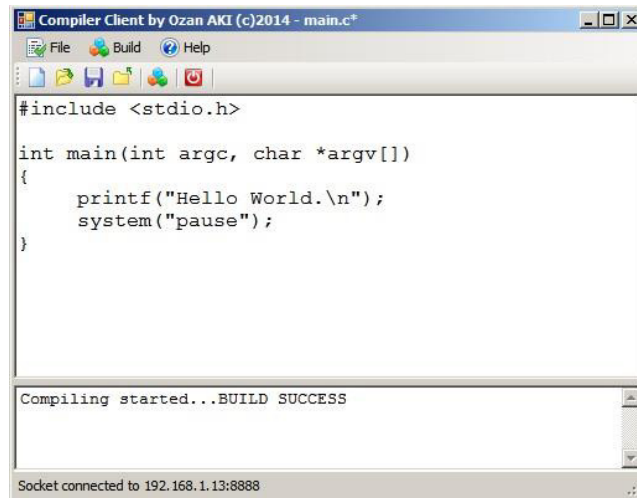 Compiler Client by Ozan AKI (c)2014 - main.c*
File Build Help
#include <stdio.h>
int main(int argc, char *argv[])
{
printf("Hello World.\n");
system("pause");
}
Compiling started...BUILD SUCCESS
Socket connected to 192.168.1.13:8888